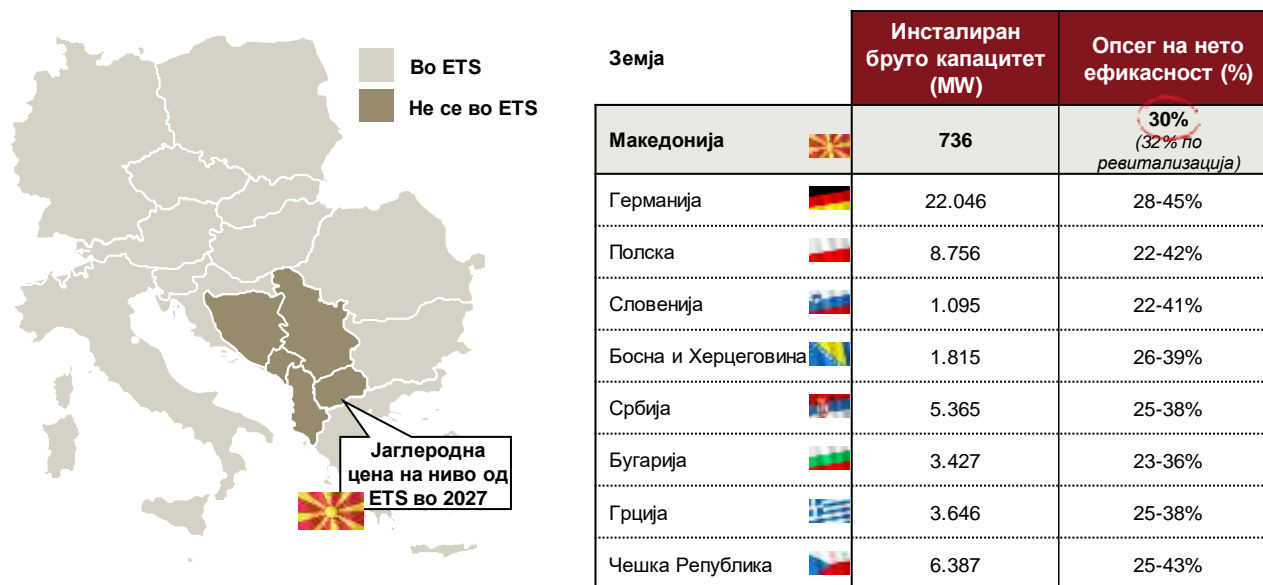 Во ETS
Не се во ETS
Јаглеродна
цена на ниво од
ETS во 2027
Земја
Инсталиран
бруто капацитет
(MW)
Опсег на нето
ефикасност (%)
Македонија
736
30%
(32% по
ревитализација)
Германија
22.046
28-45%
Полска
8.756
22-42%
Словенија
1.095
22-41%
Босна и Херцеговина
1.815
26-39%
Србија
5.365
25-38%
Бугарија
3.427
23-36%
Грција
3.646
25-38%
Чешка Република
6.387
25-43%